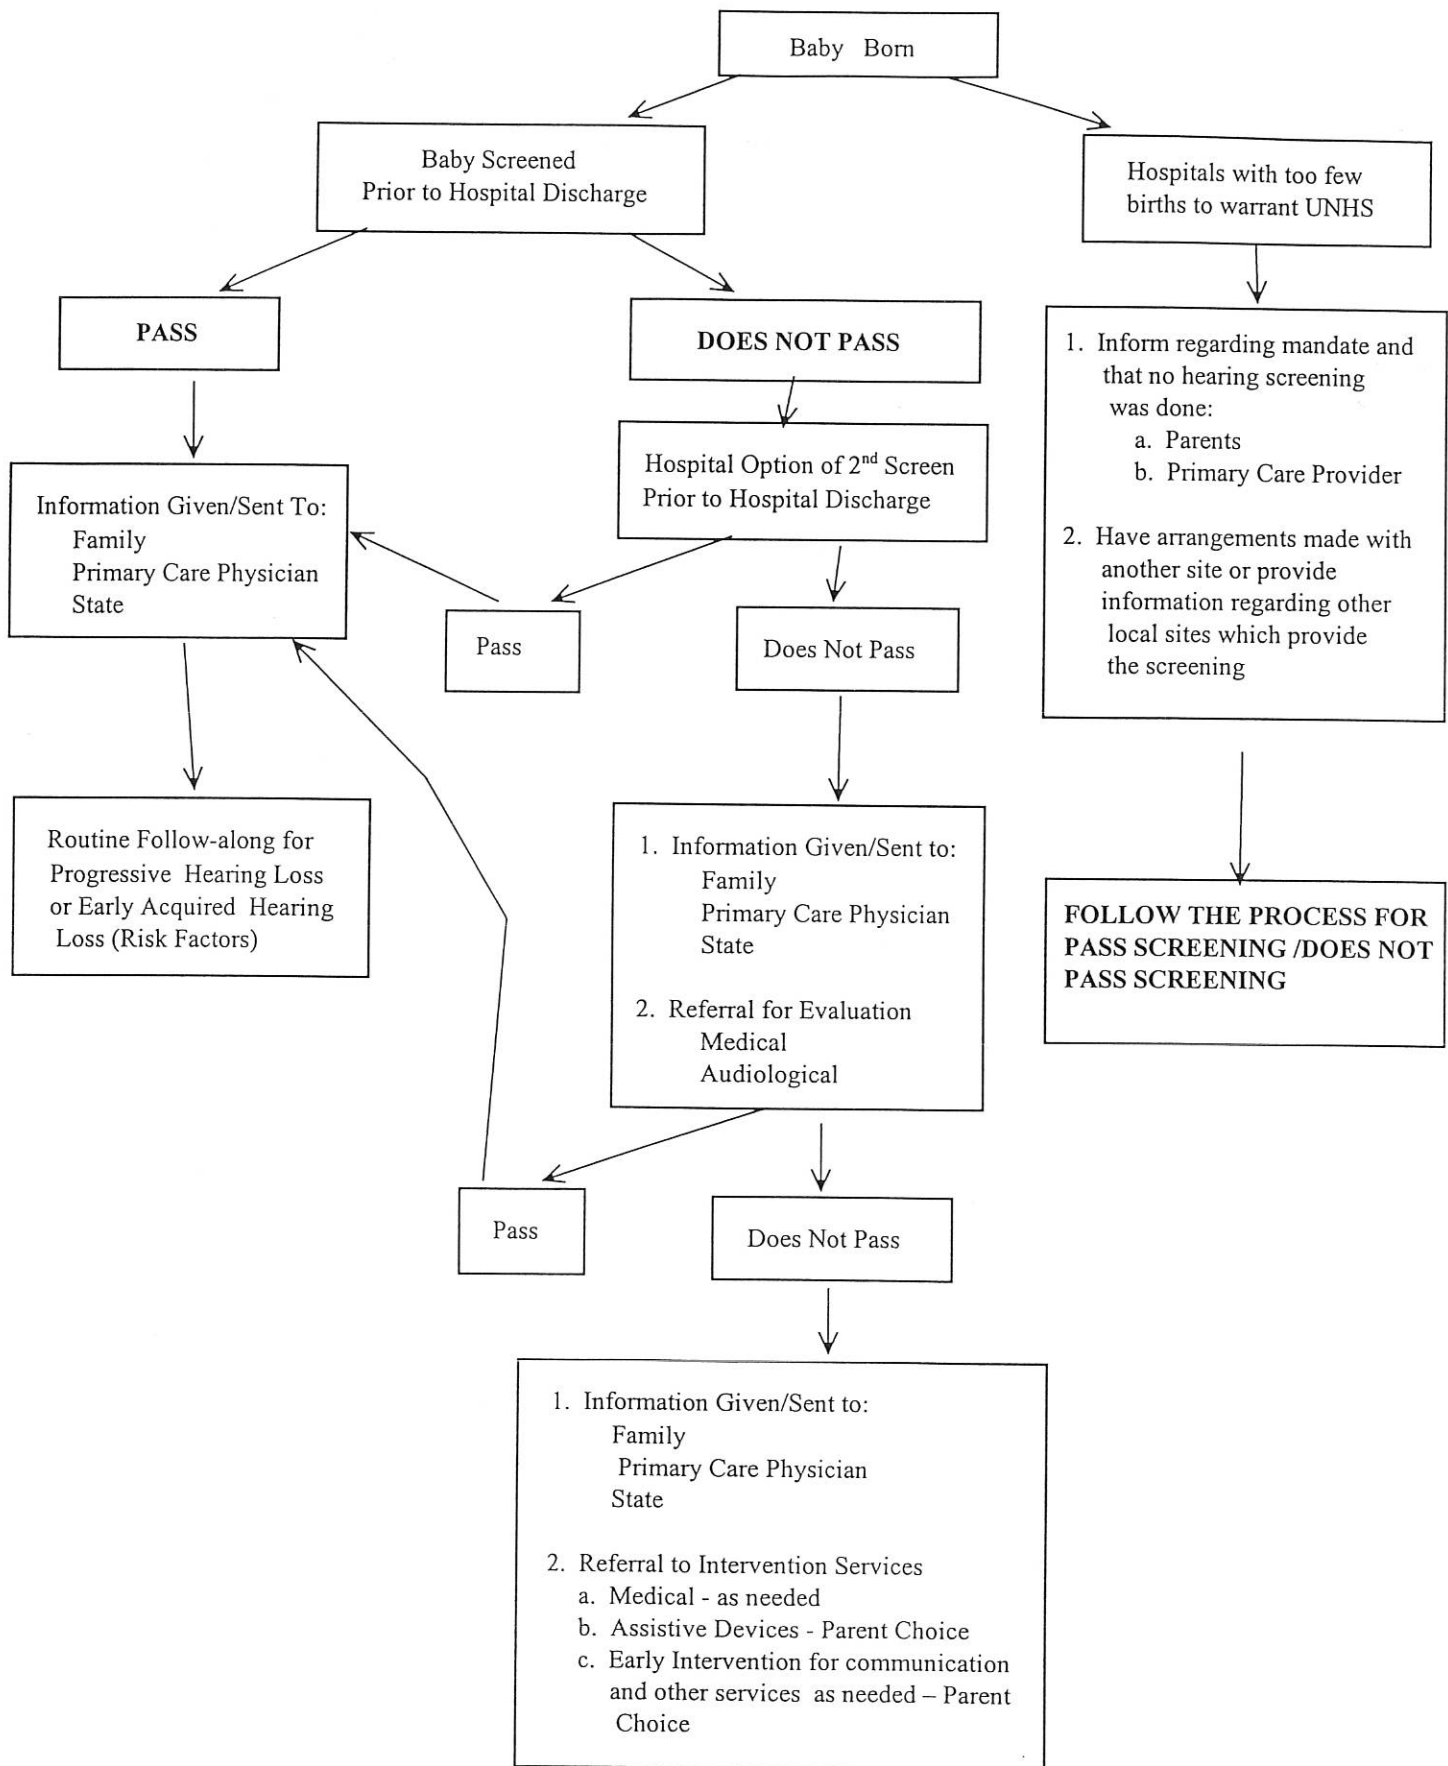 Baby Born
Baby Screened
Prior to Hospital Discharge
Hospitals with too few
births to warrant UNHS
PASS
DOES NOT PASS
1. Inform regarding mandate and
that no hearing screening
was done:
a. Parents
b. Primary Care Provider
2. Have arrangements made with
another site or provide
information regarding other
local sites which provide
the screening
Hospital Option of 2nd Screen
Prior to Hospital Discharge
Information Given/Sent To:
Family
Primary Care Physician
State
Pass
Does Not Pass
Routine Follow-along for
Progressive Hearing Loss
or Early Acquired Hearing
Loss (Risk Factors)
1. Information Given/Sent to:
Family
Primary Care Physician
State
2. Referral for Evaluation
Medical
Audiological
FOLLOW THE PROCESS FOR
PASS SCREENING /DOES NOT
PASS SCREENING
Pass
Does Not Pass
1. Information Given/Sent to:
Family
Primary Care Physician
State
2. Referral to Intervention Services
a. Medical - as needed
b. Assistive Devices - Parent Choice
c. Early Intervention for communication
and other services as needed – Parent
Choice